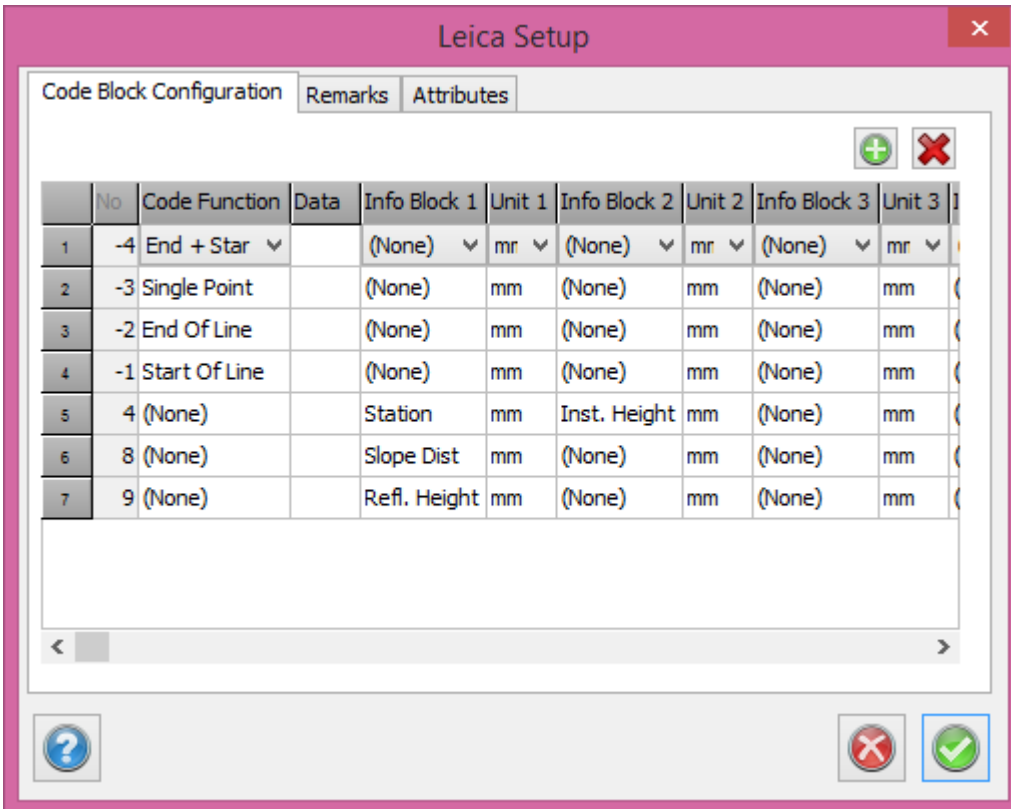 Leica Setup
Code Block Configuration Remarks Attributes
No Code Function Data Info Block 1 Unit 1 Info Block 2 Unit 2 Info Block 3 Unit 3
1 -4 End + Star (None) mr (None) mr (None) mr
2 -3 Single Point (None) mm (None) mm (None) mm
3 -2 End Of Line (None) mm (None) mm (None) mm
4 -1 Start Of Line (None) mm (None) mm (None) mm
5 4 (None) Station mm Inst. Height mm (None) mm
6 8 (None) Slope Dist mm (None) mm (None) mm
7 9 (None) Refl. Height mm (None) mm (None) mm